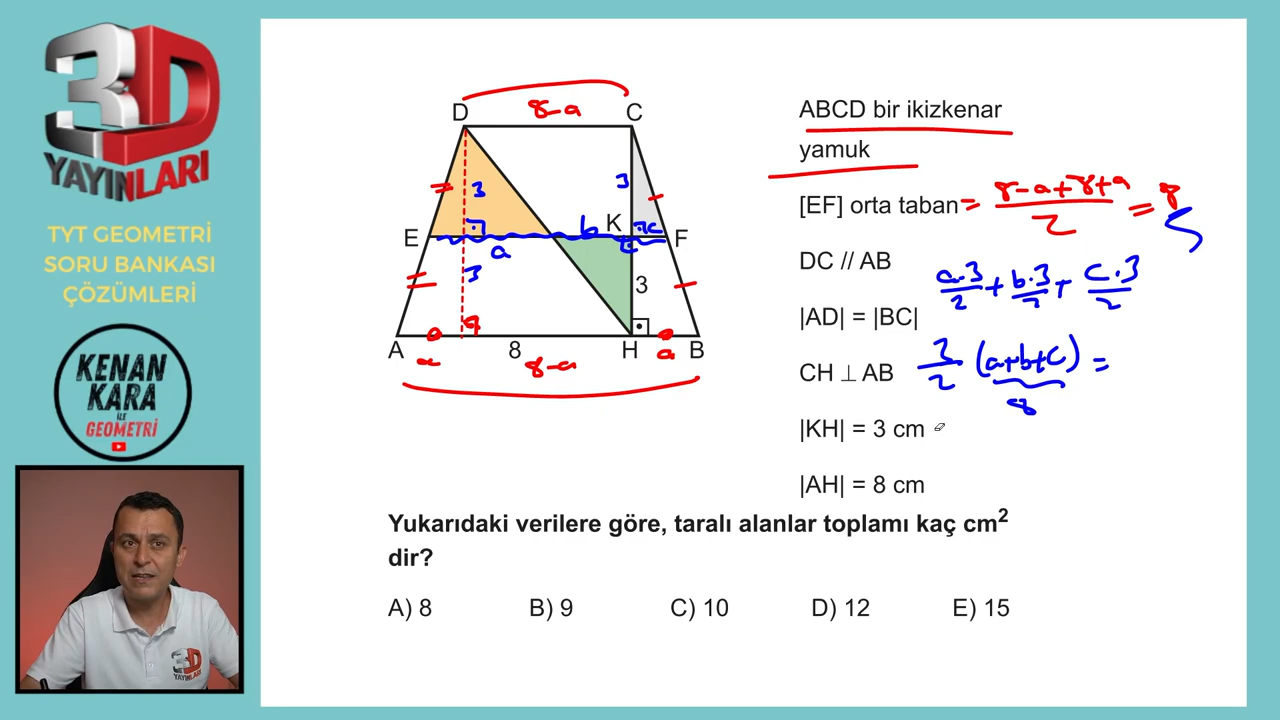 3D
YAYINLARI
TYT GEOMETRİ
SORU BANKASI
ÇÖZÜMLERİ
KENAN
KARA
İLE
GEOMETRİ
3D
YAYINLARI
8-a
D C
3 3
E K F
a b c
3 3
A 8 H B
a 8-a a
ABCD bir ikizkenar
yamuk
[EF] orta taban = 8-a+8+a / 2 = 8
DC // AB
a.3/2 + b.3/2 + c.3/2
|AD| = |BC|
3/2 (a+b+c) =
8
CH ⊥ AB
|KH| = 3 cm
|AH| = 8 cm
Yukarıdaki verilere göre, taralı alanlar toplamı kaç cm²
dir?
A) 8 B) 9 C) 10 D) 12 E) 15